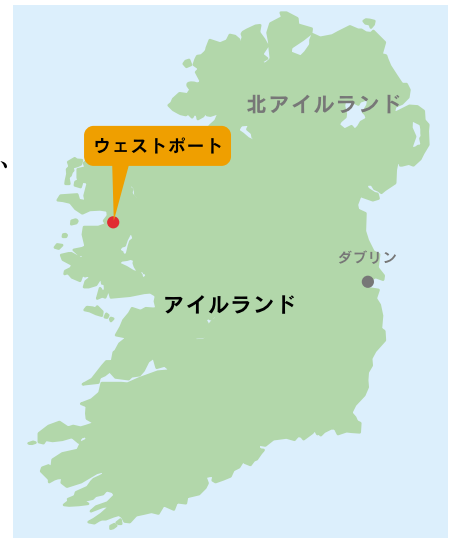 北アイルランド
ウェストポート
、
ダブリン
アイルランド